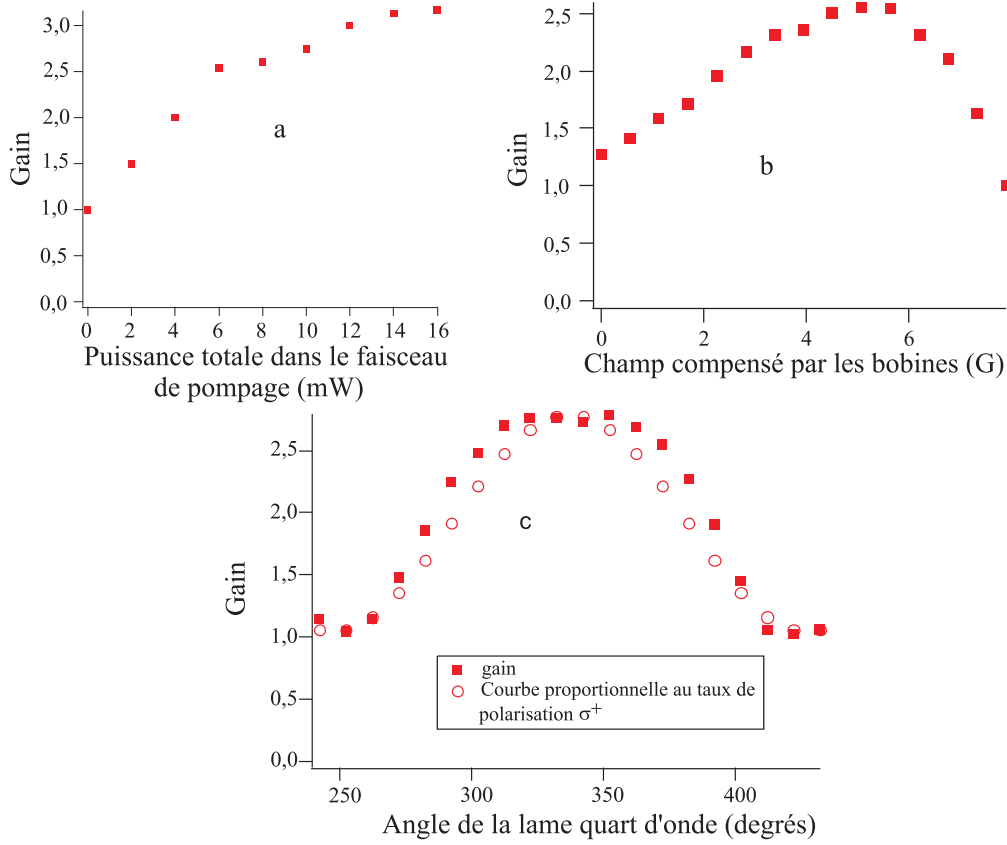 3,0
2,5
2,0
1,5
1,0
0,5
0,0
Gain
a
0 2 4 6 8 10 12 14 16
Puissance totale dans le faisceau
de pompage (mW)
2,5
2,0
1,5
1,0
0,5
0,0
Gain
b
0 2 4 6
Champ compensé par les bobines (G)
2,5
2,0
1,5
1,0
0,5
0,0
Gain
c
gain
Courbe proportionnelle au taux de
polarisation σ+
250 300 350 400
Angle de la lame quart d'onde (degrés)